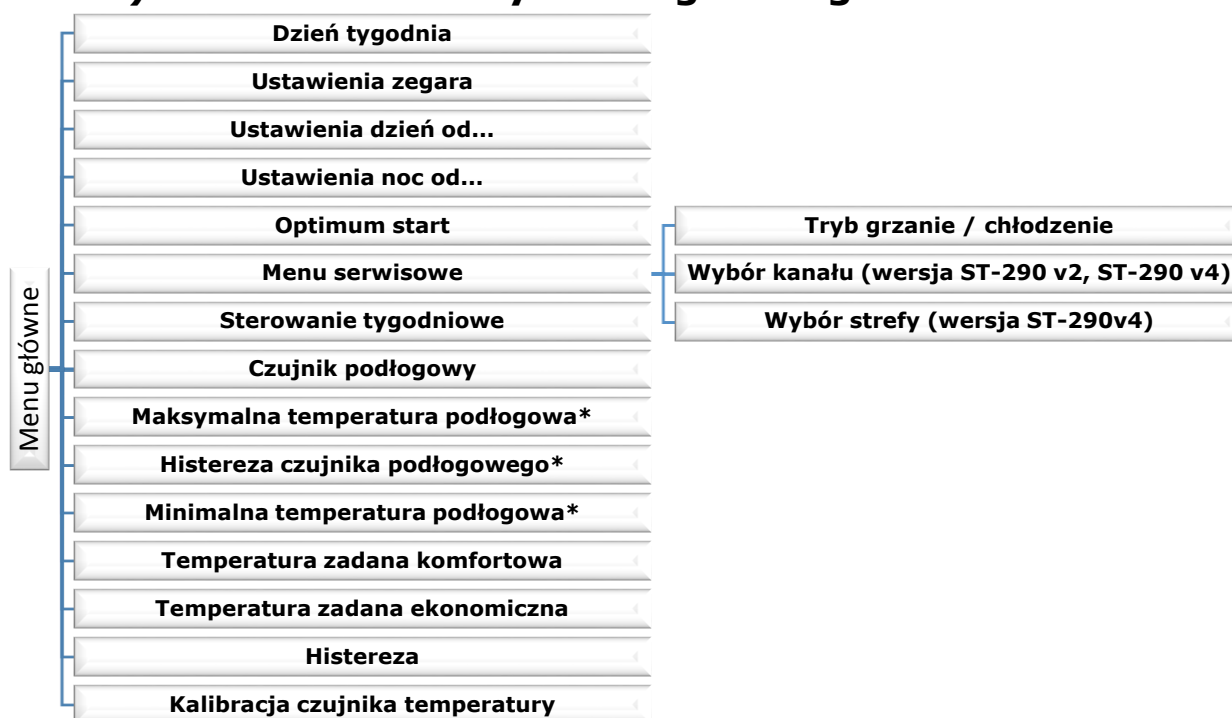 Menu główne
Dzień tygodnia
Ustawienia zegara
Ustawienia dzień od...
Ustawienia noc od...
Optimum start
Menu serwisowe
Tryb grzanie / chłodzenie
Wybór kanału (wersja ST-290 v2, ST-290 v4)
Wybór strefy (wersja ST-290v4)
Sterowanie tygodniowe
Czujnik podłogowy
Maksymalna temperatura podłogowa*
Histereza czujnika podłogowego*
Minimalna temperatura podłogowa*
Temperatura zadana komfortowa
Temperatura zadana ekonomiczna
Histereza
Kalibracja czujnika temperatury